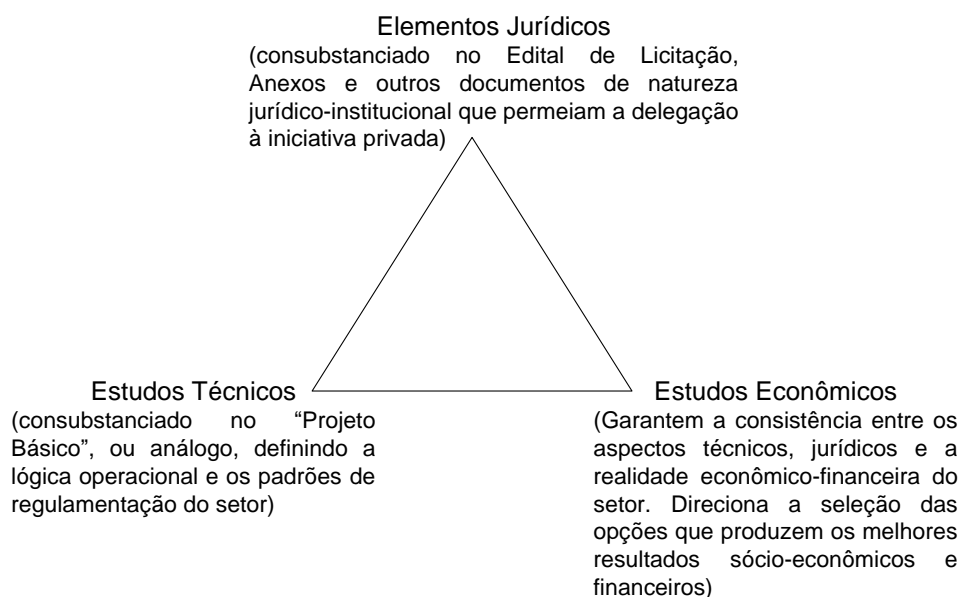 Elementos Jurídicos
(consubstanciado no Edital de Licitação,
Anexos e outros documentos de natureza
jurídico-institucional que permeiam a delegação
à iniciativa privada)
Estudos Técnicos
(consubstanciado no “Projeto
Básico”, ou análogo, definindo a
lógica operacional e os padrões de
regulamentação do setor)
Estudos Econômicos
(Garantem a consistência entre os
aspectos técnicos, jurídicos e a
realidade econômico-financeira do
setor. Direciona a seleção das
opções que produzem os melhores
resultados sócio-econômicos e
financeiros)